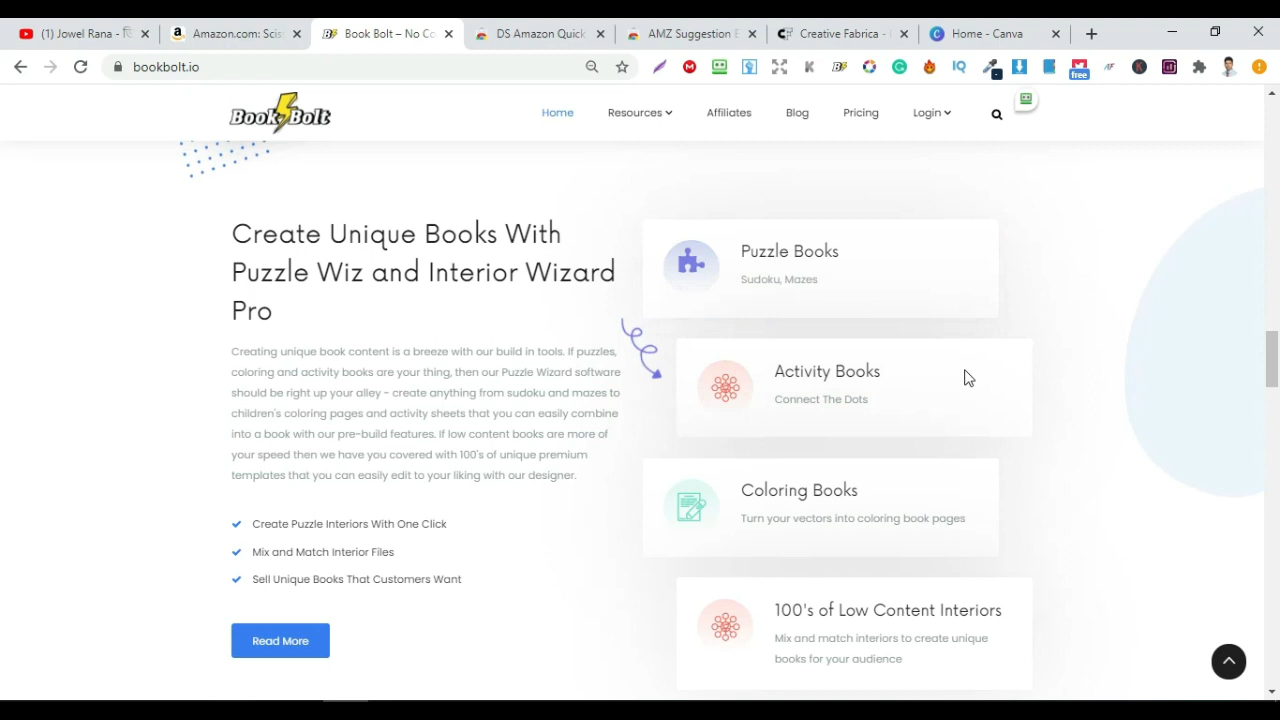 (1) Jowel Rana -
Amazon.com: Scis
Book Bolt – No Co
DS Amazon Quick
AMZ Suggestion E
Creative Fabrica -
Home - Canva
bookbolt.io
free
Book Bolt
Home
Resources
Affiliates
Blog
Pricing
Login
Create Unique Books With
Puzzle Wiz and Interior Wizard
Pro
Creating unique book content is a breeze with our build in tools. If puzzles,
coloring and activity books are your thing, then our Puzzle Wizard software
should be right up your alley - create anything from sudoku and mazes to
children's coloring pages and activity sheets that you can easily combine
into a book with our pre-build features. If low content books are more of
your speed then we have you covered with 100's of unique premium
templates that you can easily edit to your liking with our designer.
Create Puzzle Interiors With One Click
Mix and Match Interior Files
Sell Unique Books That Customers Want
Read More
Puzzle Books
Sudoku, Mazes
Activity Books
Connect The Dots
Coloring Books
Turn your vectors into coloring book pages
100's of Low Content Interiors
Mix and match interiors to create unique
books for your audience